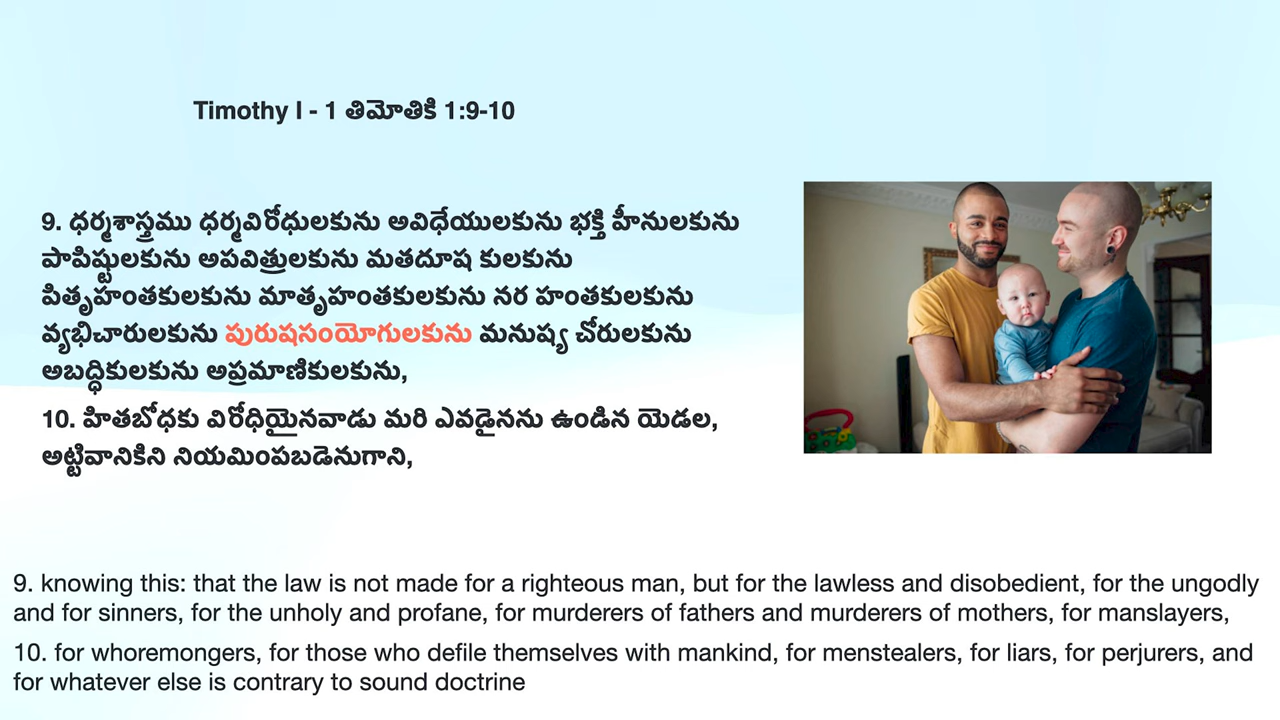 Timothy I - 1 తిమోతికి 1:9-10
9. ధర్మశాస్త్రము ధర్మవిరోధులకును అవిధేయులకును భక్తి హీనులకును
పాపిష్టులకును అపవిత్రులకును మతదూష కులకును
పితృహంతకులకును మాతృహంతకులకును నర హంతకులకును
వ్యభిచారులకును పురుషసంయోగులకును మనుష్య చోరులకును
అబద్ధికులకును అప్రమాణికులకును,
10. హితబోధకు విరోధియైనవాడు మరి ఎవడైనను ఉండిన యెడల,
అట్టివానికిని నియమింపబడెనుగాని,
9. knowing this: that the law is not made for a righteous man, but for the lawless and disobedient, for the ungodly
and for sinners, for the unholy and profane, for murderers of fathers and murderers of mothers, for manslayers,
10. for whoremongers, for those who defile themselves with mankind, for menstealers, for liars, for perjurers, and
for whatever else is contrary to sound doctrine